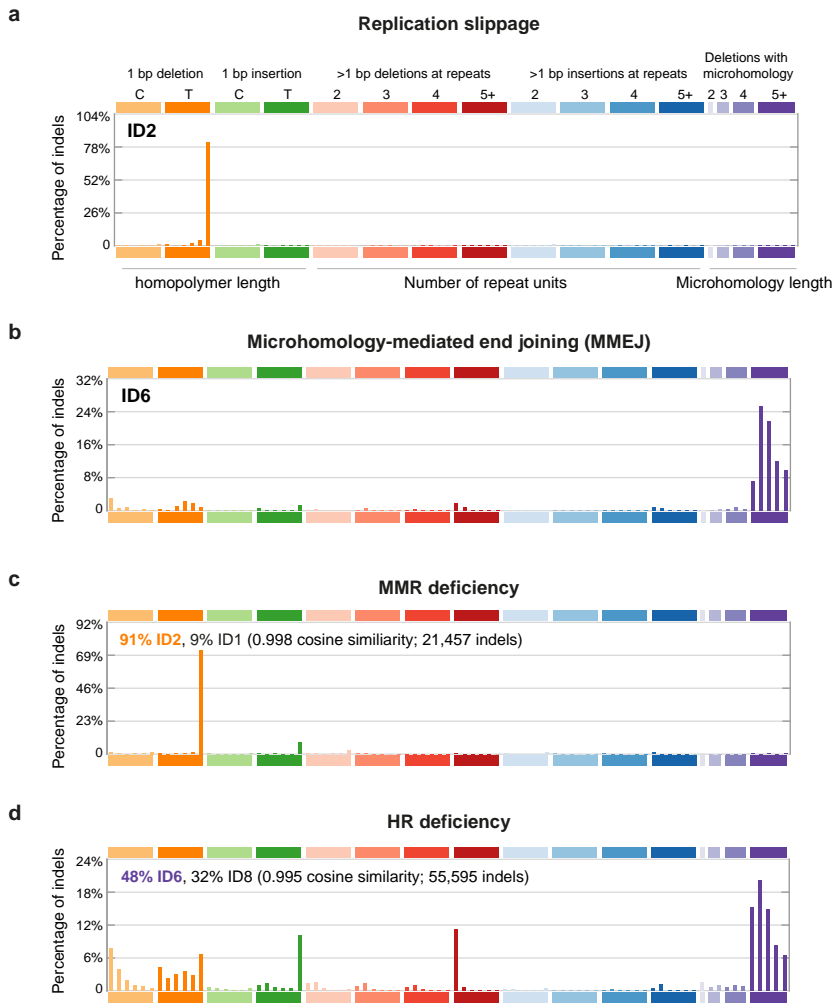 a
Replication slippage
1 bp deletion 1 bp insertion >1 bp deletions at repeats >1 bp insertions at repeats Deletions with microhomology
C T C T 2 3 4 5+ 2 3 4 5+ 2 3 4 5+
104%
78%
52%
26%
0
Percentage of indels
ID2
homopolymer length Number of repeat units Microhomology length
b
Microhomology-mediated end joining (MMEJ)
32%
24%
16%
8%
0
Percentage of indels
ID6
c
MMR deficiency
92%
69%
46%
23%
0
Percentage of indels
91% ID2, 9% ID1 (0.998 cosine similiarity; 21,457 indels)
d
HR deficiency
24%
18%
12%
6%
0
Percentage of indels
48% ID6, 32% ID8 (0.995 cosine similarity; 55,595 indels)